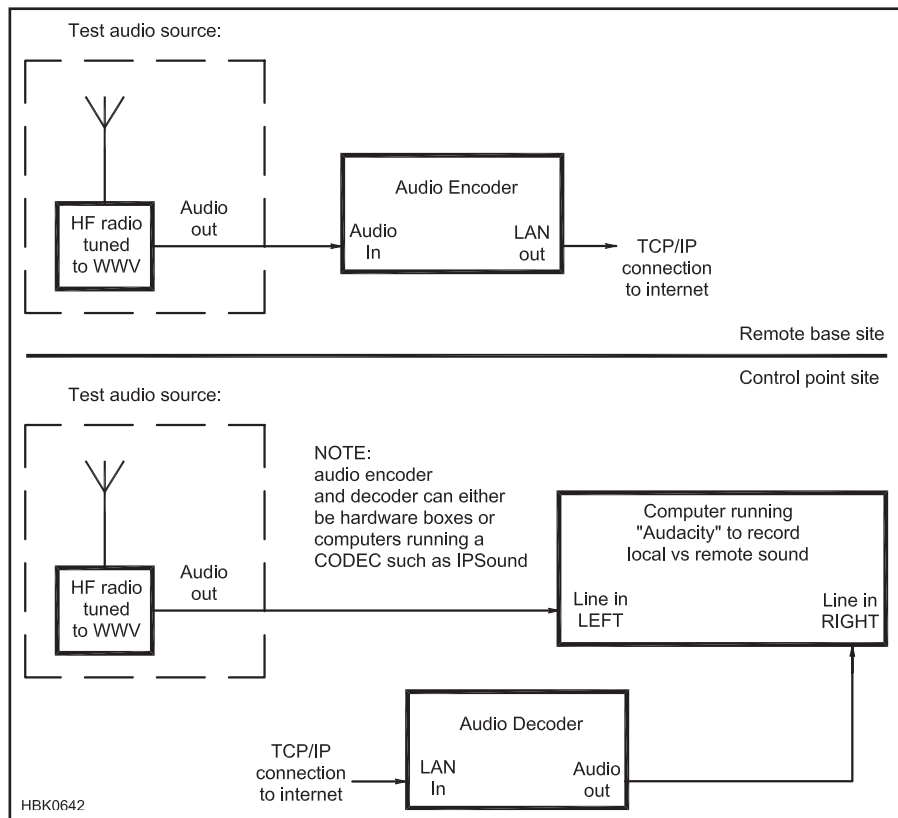 Test audio source:
HF radio
tuned
to WWV
Audio
out
Audio Encoder
Audio
In
LAN
out
TCP/IP
connection
to internet
Remote base site
Control point site
Test audio source:
HF radio
tuned
to WWV
Audio
out
NOTE:
audio encoder
and decoder can either
be hardware boxes or
computers running a
CODEC such as IPSound
Computer running
"Audacity" to record
local vs remote sound
Line in
LEFT
Line in
RIGHT
TCP/IP
connection
to internet
Audio Decoder
LAN
In
Audio
out
HBK0642